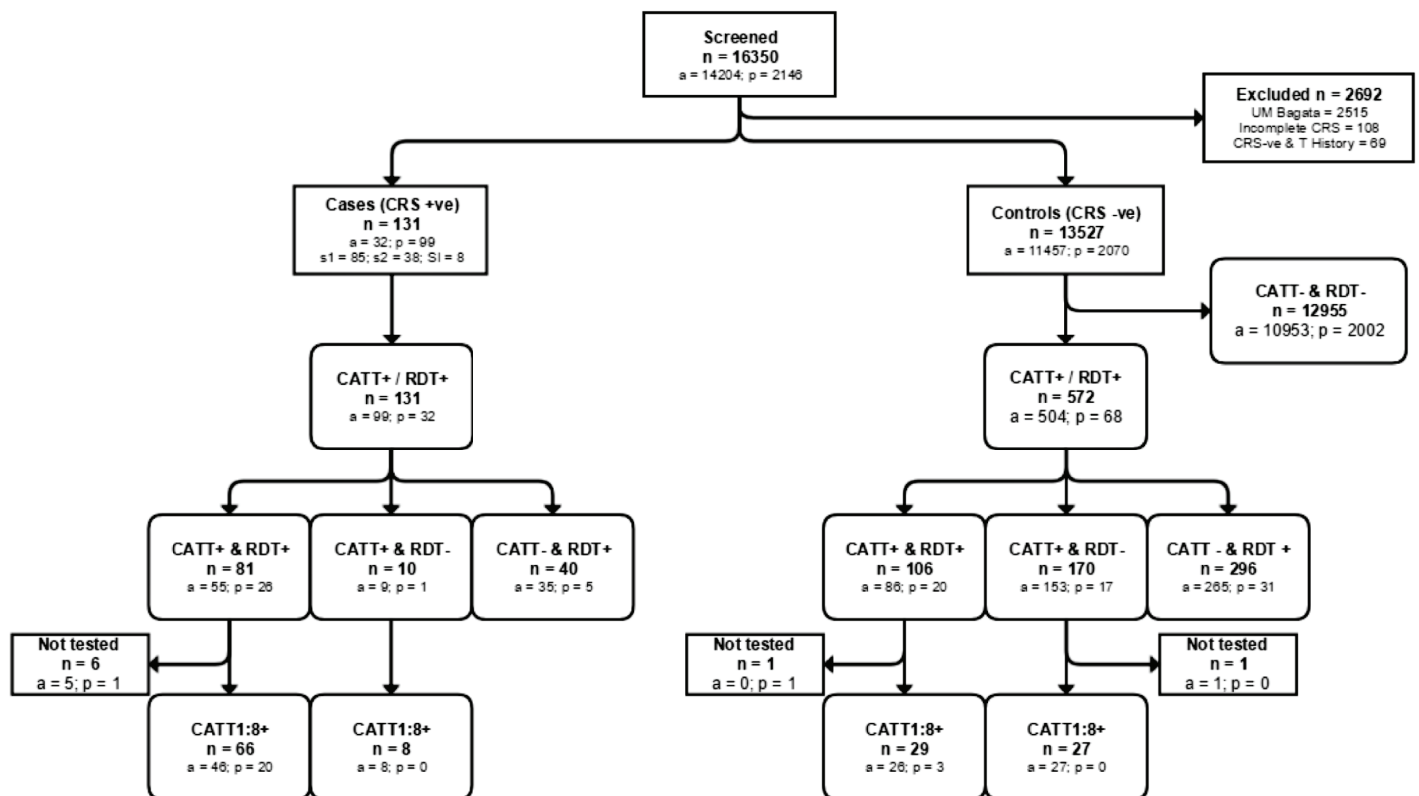 Screened
n = 16350
a = 14204; p = 2146
Excluded n = 2692
UM Bagata = 2515
Incomplete CRS = 108
CRS-ve & T History = 69
Cases (CRS +ve)
n = 131
a = 32; p = 99
s1 = 85; s2 = 38; SI = 8
Controls (CRS -ve)
n = 13527
a = 11457; p = 2070
CATT- & RDT-
n = 12955
a = 10953; p = 2002
CATT+ / RDT+
n = 131
a = 99; p = 32
CATT+ / RDT+
n = 572
a = 504; p = 68
CATT+ & RDT+
n = 81
a = 55; p = 26
CATT+ & RDT-
n = 10
a = 9; p = 1
CATT- & RDT+
n = 40
a = 35; p = 5
CATT+ & RDT+
n = 106
a = 86; p = 20
CATT+ & RDT-
n = 170
a = 153; p = 17
CATT - & RDT +
n = 296
a = 265; p = 31
Not tested
n = 6
a = 5; p = 1
Not tested
n = 1
a = 0; p = 1
Not tested
n = 1
a = 1; p = 0
CATT1:8+
n = 66
a = 46; p = 20
CATT1:8+
n = 8
a = 8; p = 0
CATT1:8+
n = 29
a = 26; p = 3
CATT1:8+
n = 27
a = 27; p = 0